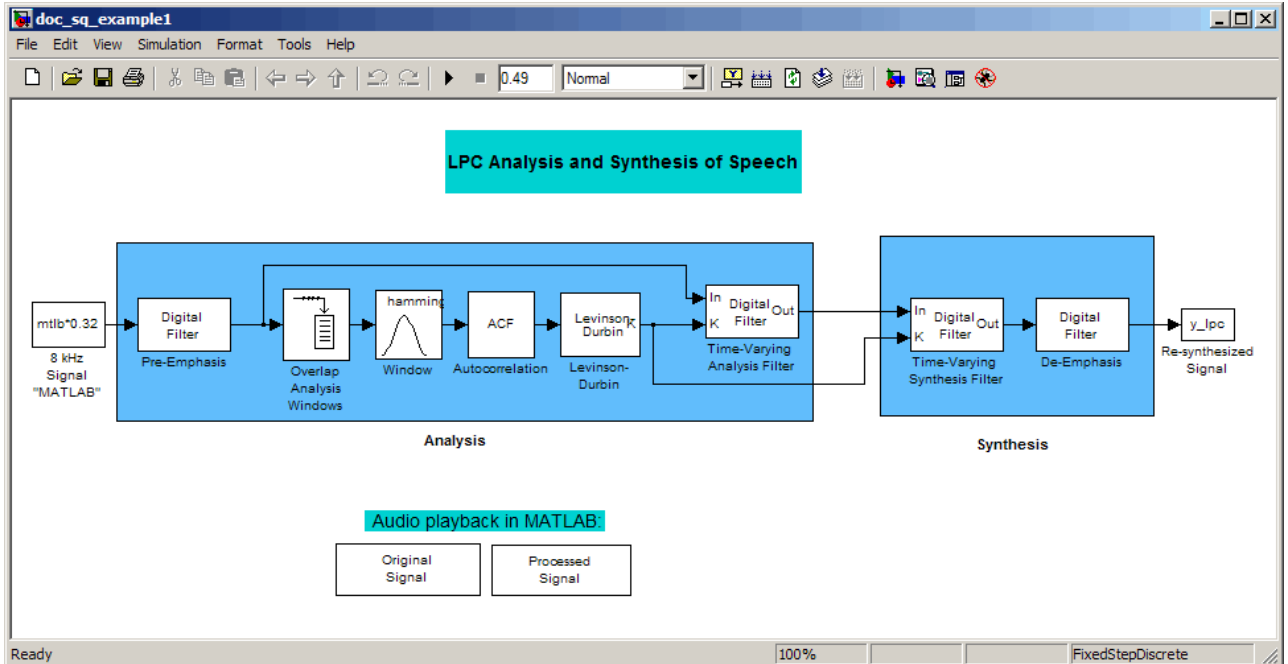 doc_sq_example1
File Edit View Simulation Format Tools Help
0.49 Normal
LPC Analysis and Synthesis of Speech
mtlb*0.32
8 kHz
Signal
"MATLAB"
Digital
Filter
Pre-Emphasis
Overlap
Analysis
Windows
hamming
Window
ACF
Autocorrelation
Levinson
Durbin
K
Levinson-
Durbin
In
K
Digital
Filter
Out
Time-Varying
Analysis Filter
Analysis
In
K
Digital
Filter
Out
Time-Varying
Synthesis Filter
Digital
Filter
De-Emphasis
Synthesis
y_lpc
Re-synthesized
Signal
Audio playback in MATLAB:
Original
Signal
Processed
Signal
Ready 100% FixedStepDiscrete